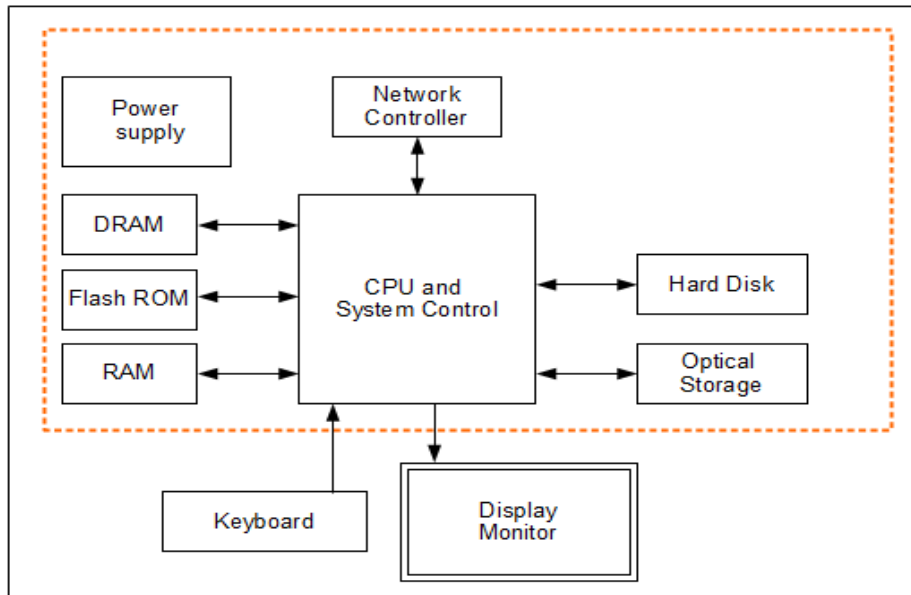 Power
supply
Network
Controller
DRAM
Flash ROM
RAM
CPU and
System Control
Hard Disk
Optical
Storage
Keyboard
Display
Monitor